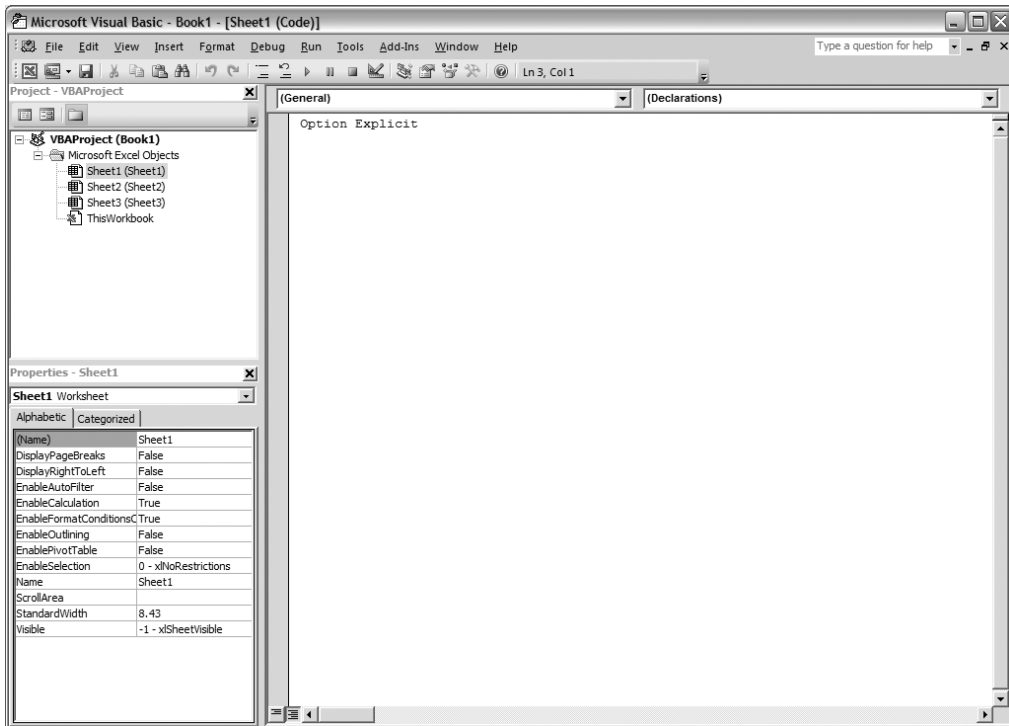 Microsoft Visual Basic - Book1 - [Sheet1 (Code)]
File Edit View Insert Format Debug Run Tools Add-Ins Window Help Type a question for help
Ln 3, Col 1
Project - VBAProject
(General) (Declarations)
Option Explicit
VBAProject (Book1)
Microsoft Excel Objects
Sheet1 (Sheet1)
Sheet2 (Sheet2)
Sheet3 (Sheet3)
ThisWorkbook
Properties - Sheet1
Sheet1 Worksheet
Alphabetic Categorized
(Name) Sheet1
DisplayPageBreaks False
DisplayRightToLeft False
EnableAutoFilter False
EnableCalculation True
EnableFormatConditionsC True
EnableOutlining False
EnablePivotTable False
EnableSelection 0 - xlNoRestrictions
Name Sheet1
ScrollArea
StandardWidth 8.43
Visible -1 - xlSheetVisible